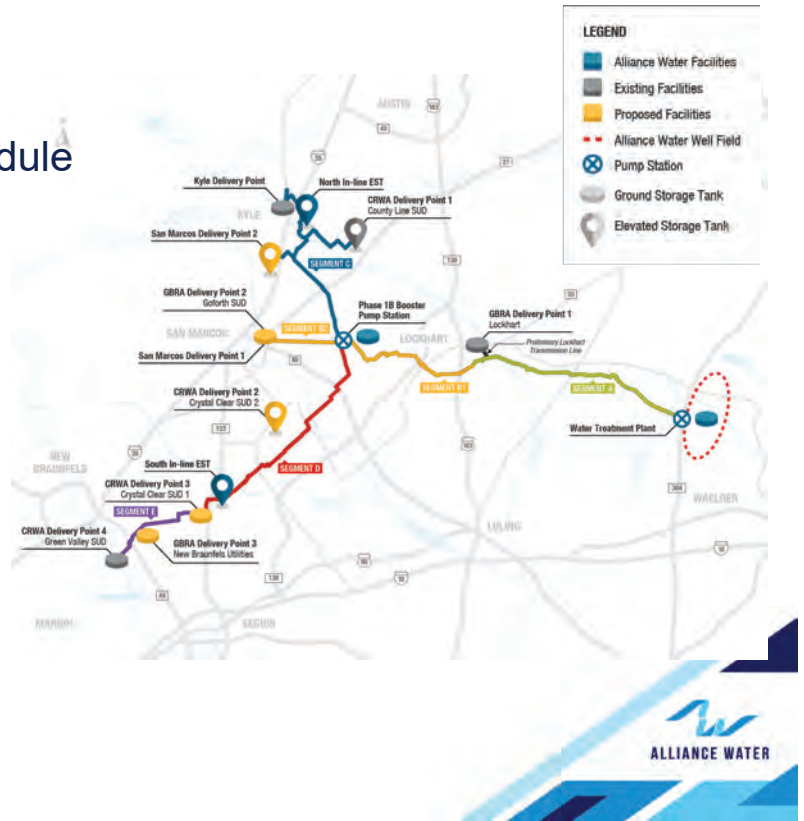 dule
LEGEND
Alliance Water Facilities
Existing Facilities
Proposed Facilities
Alliance Water Well Field
Pump Station
Ground Storage Tank
Elevated Storage Tank
AUSTIN
Kyle Delivery Point
North In-line EST
CRWA Delivery Point 1
County Line SUD
KYLE
San Marcos Delivery Point 2
SEGMENT C
130
GBRA Delivery Point 2
Goforth SUD
Phase 1B Booster
Pump Station
GBRA Delivery Point 1
Lockhart
SAN MARCOS
SEGMENT B2
LOCKHART
Preliminary Lockhart
Transmission Line
San Marcos Delivery Point 1
SEGMENT B1
SEGMENT A
CRWA Delivery Point 2
Crystal Clear SUD 2
Water Treatment Plant
123
NEW
BRAUNFELS
South In-line EST
SEGMENT D
CRWA Delivery Point 3
Crystal Clear SUD 1
304
WAELDER
SEGMENT E
LULING
CRWA Delivery Point 4
Green Valley SUD
GBRA Delivery Point 3
New Braunfels Utilities
10
MARION
SEGUIN
ALLIANCE WATER